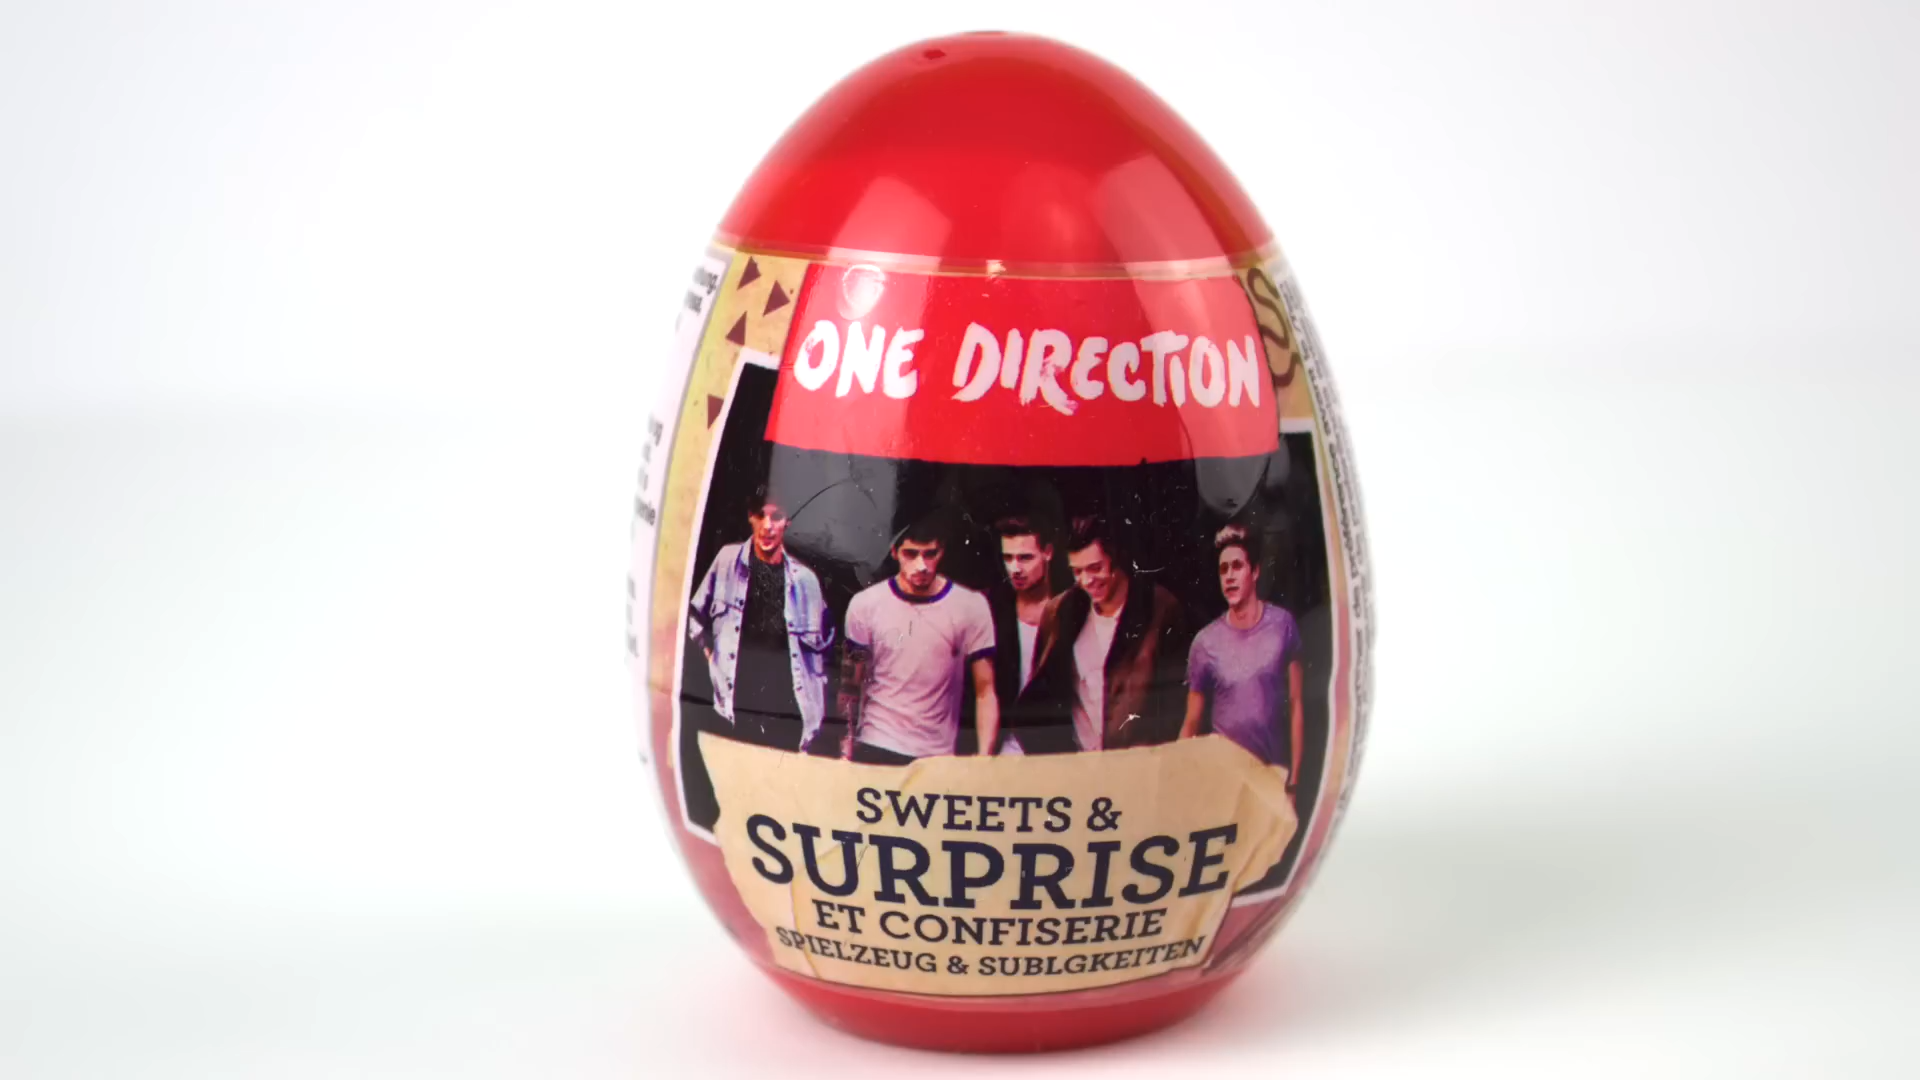 ONE DIRECTION
SWEETS &
SURPRISE
ET CONFISERIE
SPIELZEUG & SUBLGKEITEN